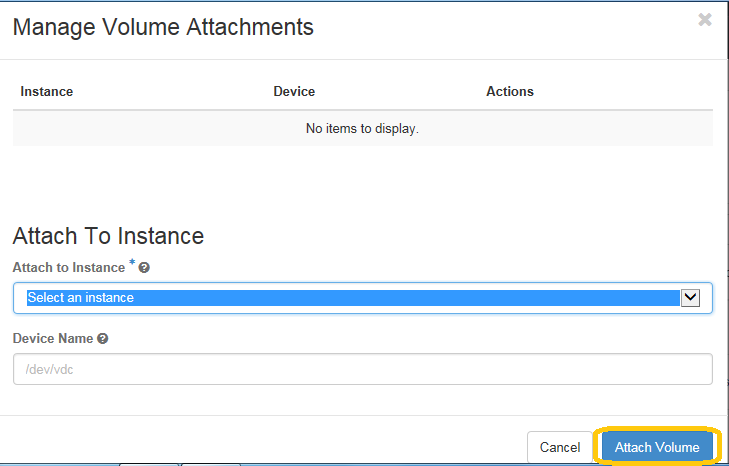 Manage Volume Attachments
Instance Device Actions
No items to display.
Attach To Instance
Attach to Instance *
Select an instance
Device Name
/dev/vdc
Cancel Attach Volume